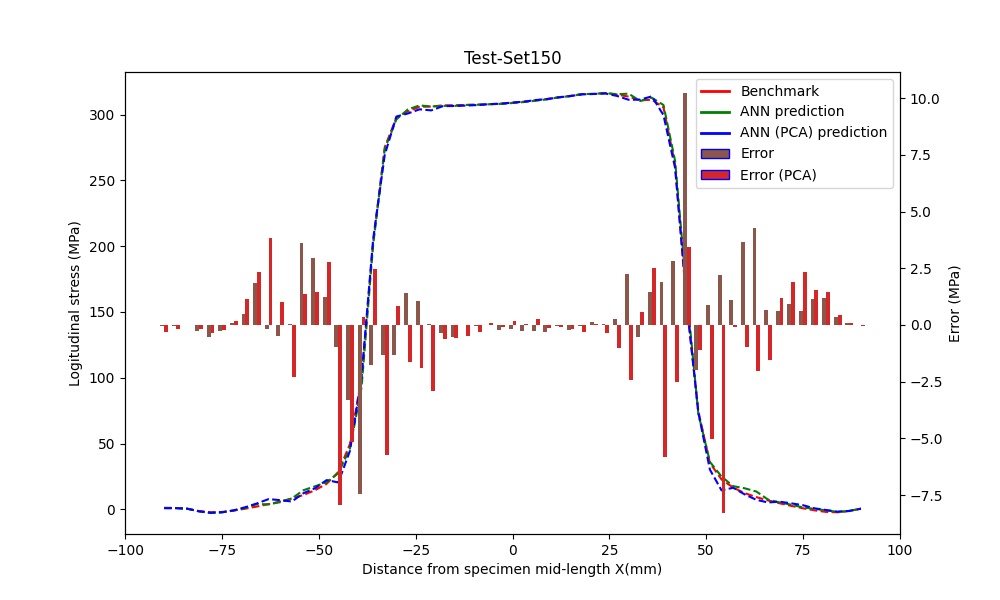 Test-Set150
Benchmark
ANN prediction
ANN (PCA) prediction
Error
Error (PCA)
Logitudinal stress (MPa)
300
250
200
150
100
50
0
10.0
7.5
5.0
2.5
0.0
−2.5
−5.0
−7.5
Error (MPa)
−100 −75 −50 −25 0 25 50 75 100
Distance from specimen mid-length X(mm)